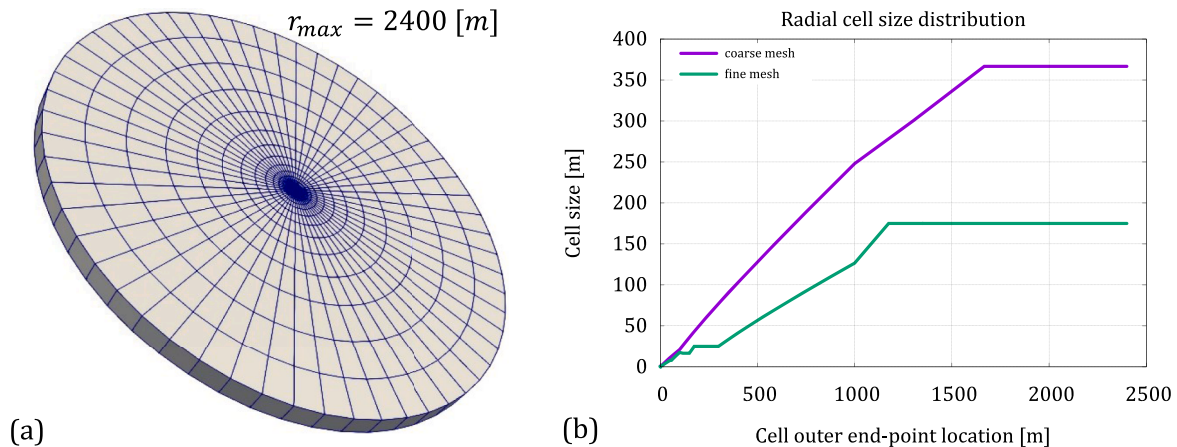 r_max = 2400 [m]
(a)
Radial cell size distribution
coarse mesh
fine mesh
Cell size [m]
400
350
300
250
200
150
100
50
0
0 500 1000 1500 2000 2500
Cell outer end-point location [m]
(b)